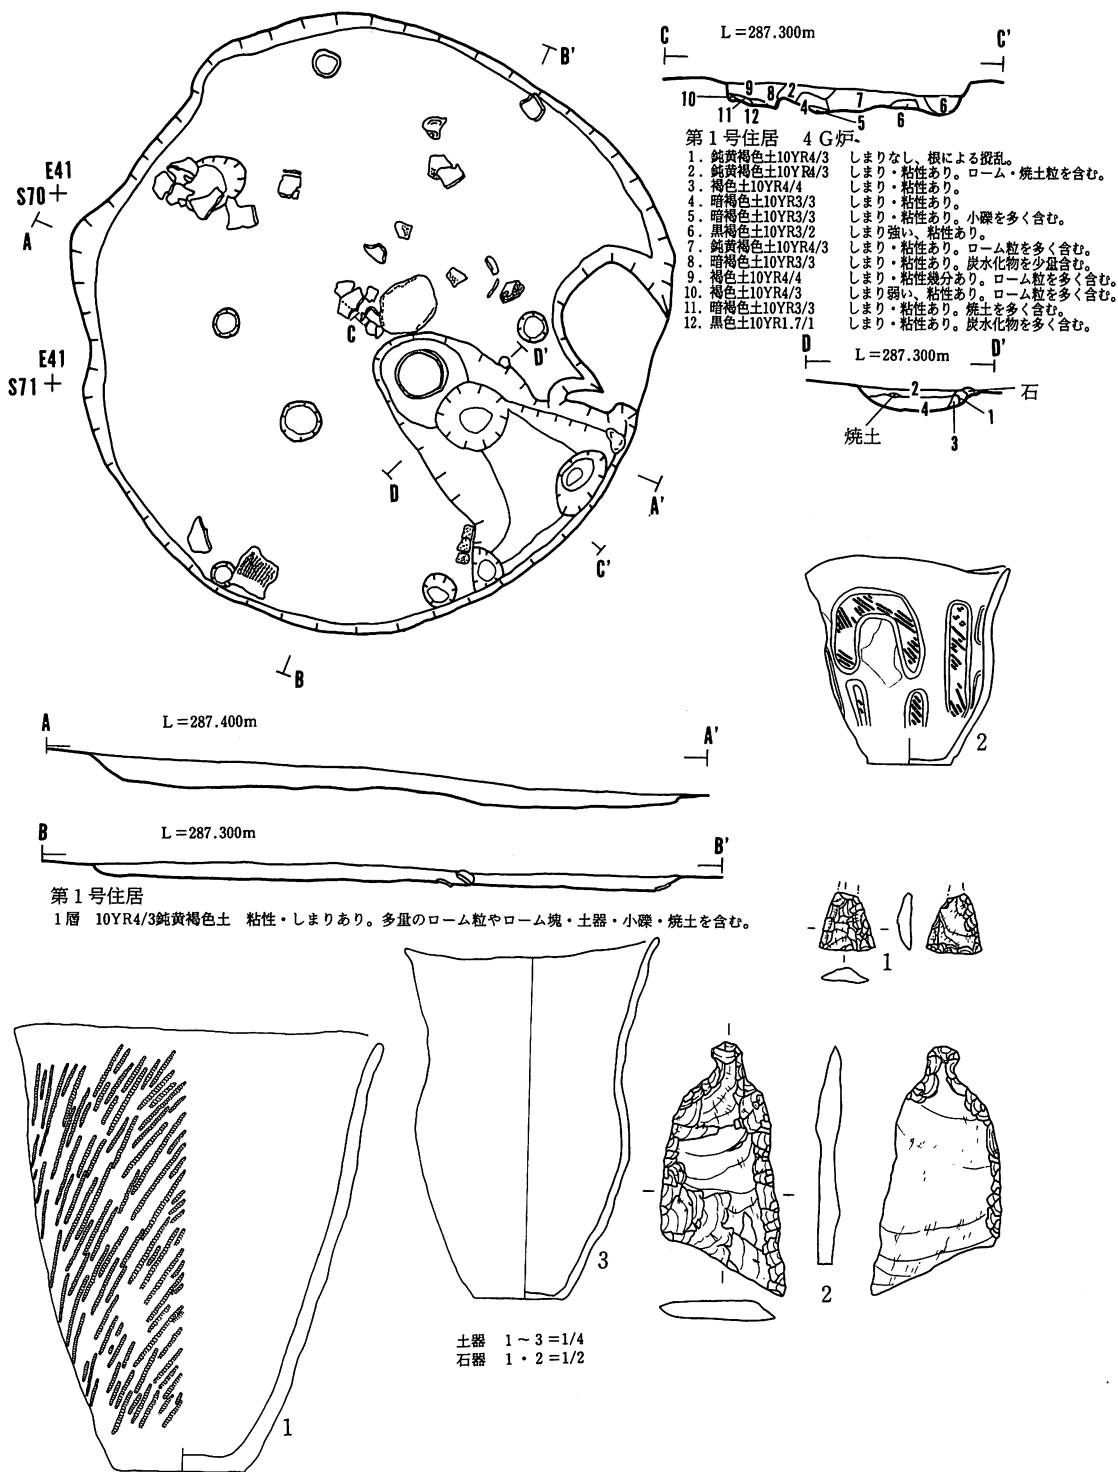 B'
E41
S70
A
C
E41
S71
D'
D
A'
C'
B
C L=287.300m C'
9 8 2 7 6
10 11 12 4 5 6
第1号住居 4G炉
1. 鈍黄褐色土10YR4/3 しまりなし、根による攪乱。
2. 鈍黄褐色土10YR4/3 しまり・粘性あり。ローム・焼土粒を含む。
3. 褐色土10YR4/4 しまり・粘性あり。
4. 暗褐色土10YR3/3 しまり・粘性あり。
5. 暗褐色土10YR3/3 しまり・粘性あり。小礫を多く含む。
6. 黒褐色土10YR3/2 しまり強い、粘性あり。
7. 鈍黄褐色土10YR4/3 しまり・粘性あり。ローム粒を多く含む。
8. 暗褐色土10YR3/3 しまり・粘性あり。炭水化物を少量含む。
9. 褐色土10YR4/4 しまり・粘性幾分あり。ローム粒を多く含む。
10. 褐色土10YR4/3 しまり弱い、粘性あり。ローム粒を多く含む。
11. 暗褐色土10YR3/3 しまり・粘性あり。焼土を多く含む。
12. 黒色土10YR1.7/1 しまり・粘性あり。炭水化物を多く含む。
D L=287.300m D'
2 石
4 1
焼土 3
2
A L=287.400m A'
B L=287.300m B'
第1号住居
1層 10YR4/3鈍黄褐色土 粘性・しまりあり。多量のローム粒やローム塊・土器・小礫・焼土を含む。
1
3
2
土器 1~3=1/4
石器 1・2=1/2
1